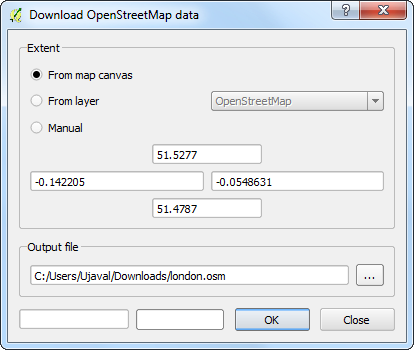 Download OpenStreetMap data
Extent
From map canvas
From layer
OpenStreetMap
Manual
51.5277
-0.142205
-0.0548631
51.4787
Output file
C:/Users/Ujaval/Downloads/london.osm
...
OK
Close